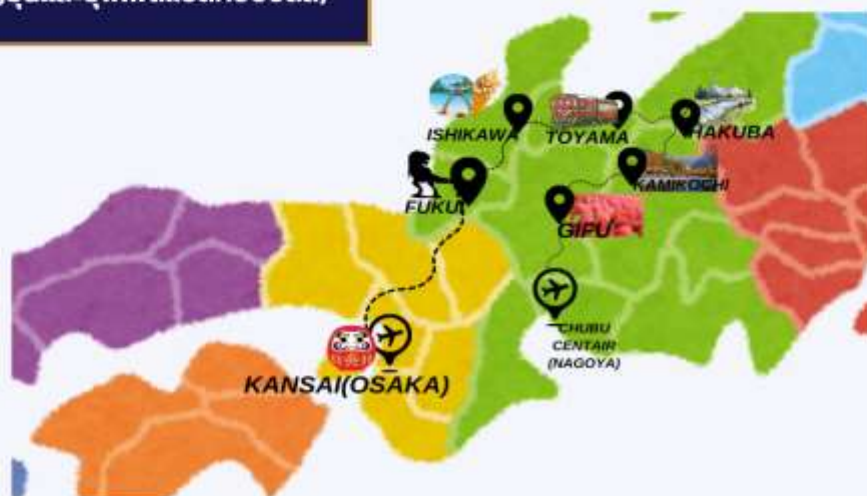 ISHIKAWA
TOYAMA
HAKUBA
KAMIKOCHI
FUKUI
GIFU
CHUBU
CENTAIR
(NAGOYA)
KANSAI(OSAKA)